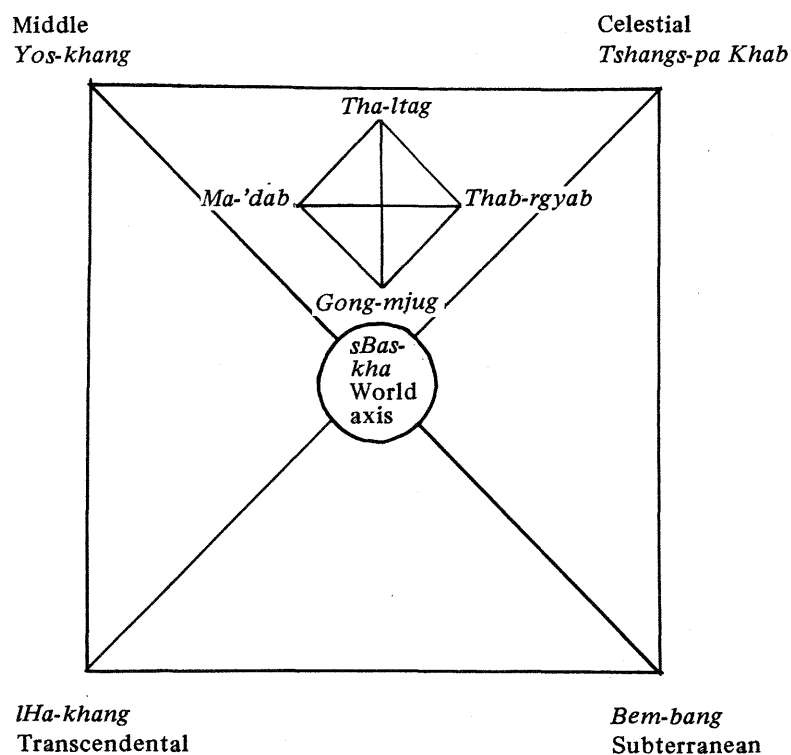 Middle
Yos-khang
Celestial
Tshangs-pa Khab
Tha-ltag
Ma-'dab
Thab-rgyab
Gong-mjug
sBas-
kha
World
axis
lHa-khang
Transcendental
Bem-bang
Subterranean